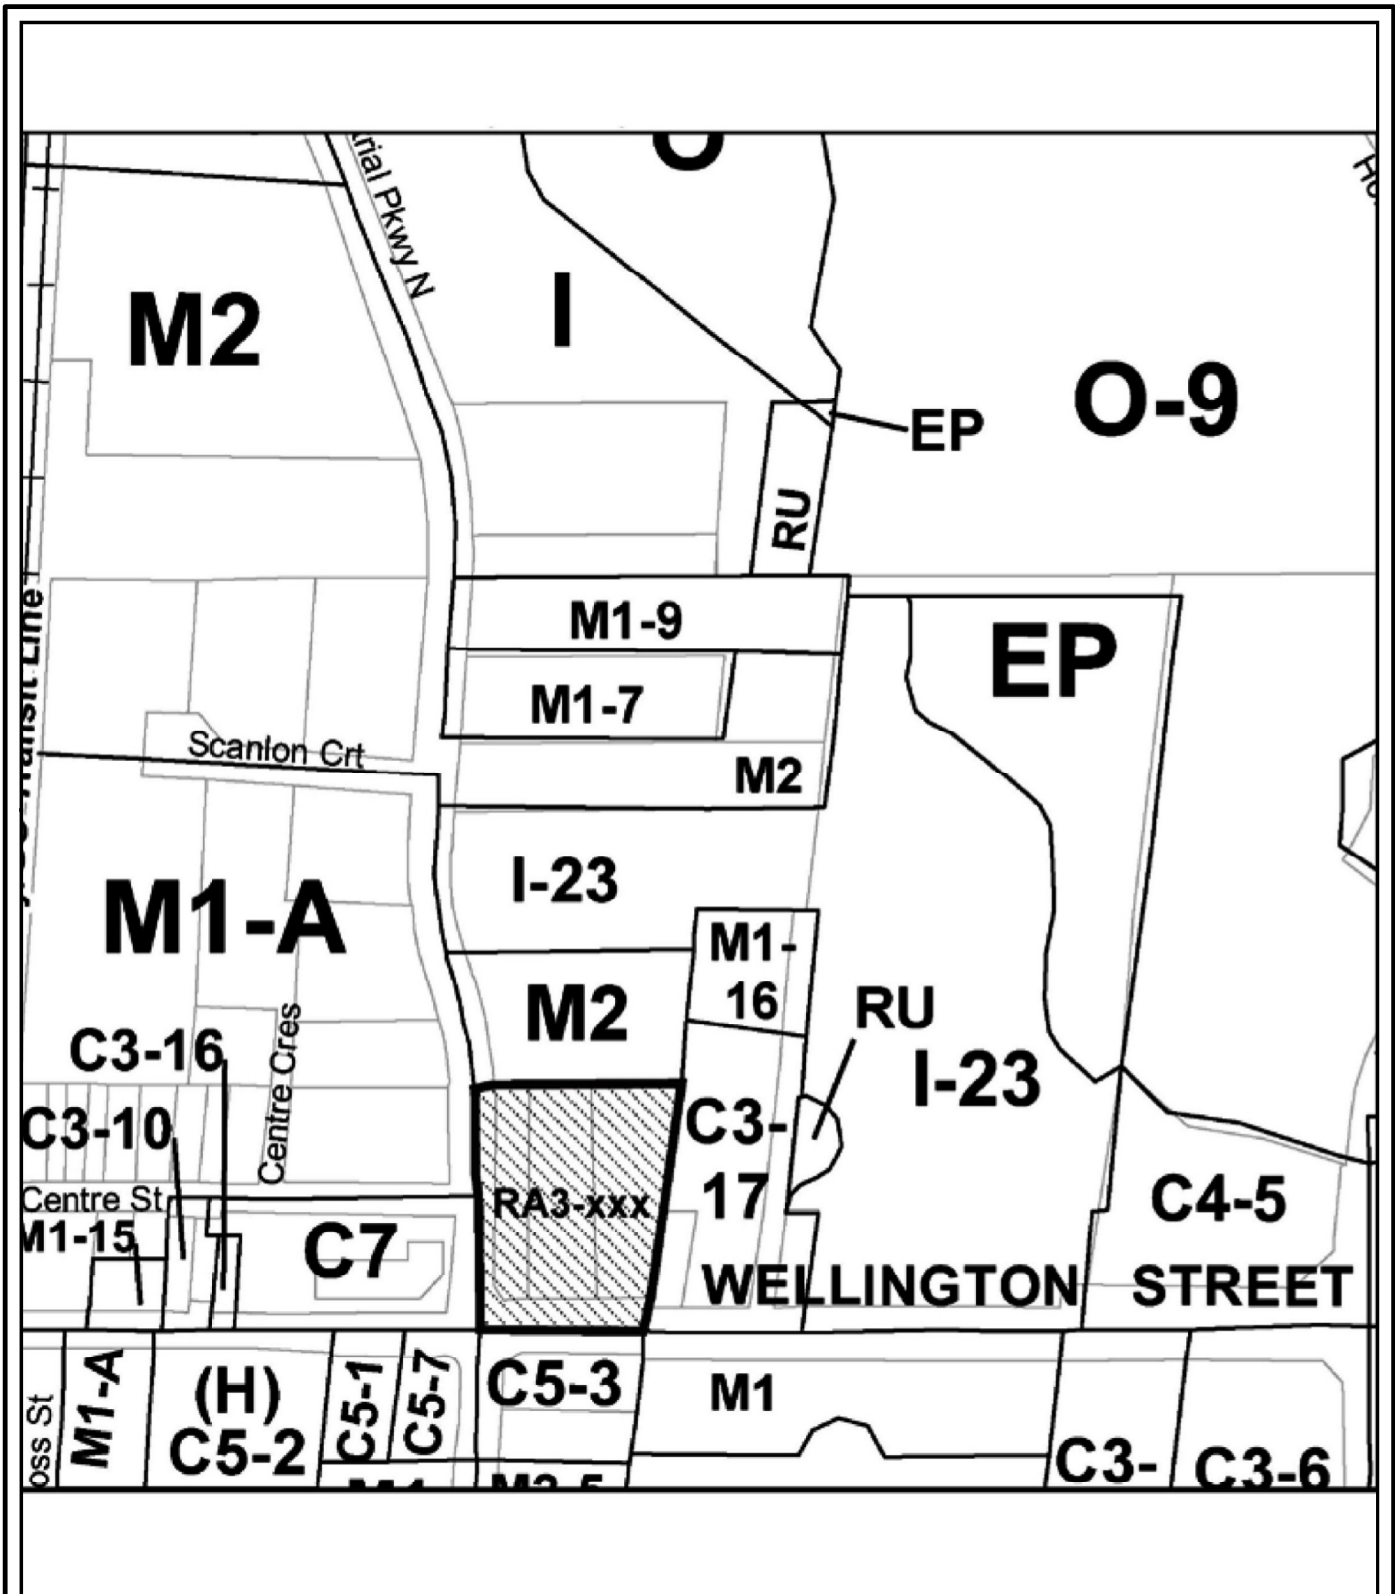 O
M2
I
O-9
EP
RU
M1-9
EP
M1-7
Scanlon Crt
M2
I-23
M1-A
M1-
16
M2
RU
C3-16
I-23
Centre Cres
C3-10
C3-
17
RA3-xxx
Centre St
C4-5
M1-15
C7
WELLINGTON STREET
M1-A
(H)
C5-2
C5-1
C5-7
C5-3
M1
C3-
C3-6
Pkwy N
Line